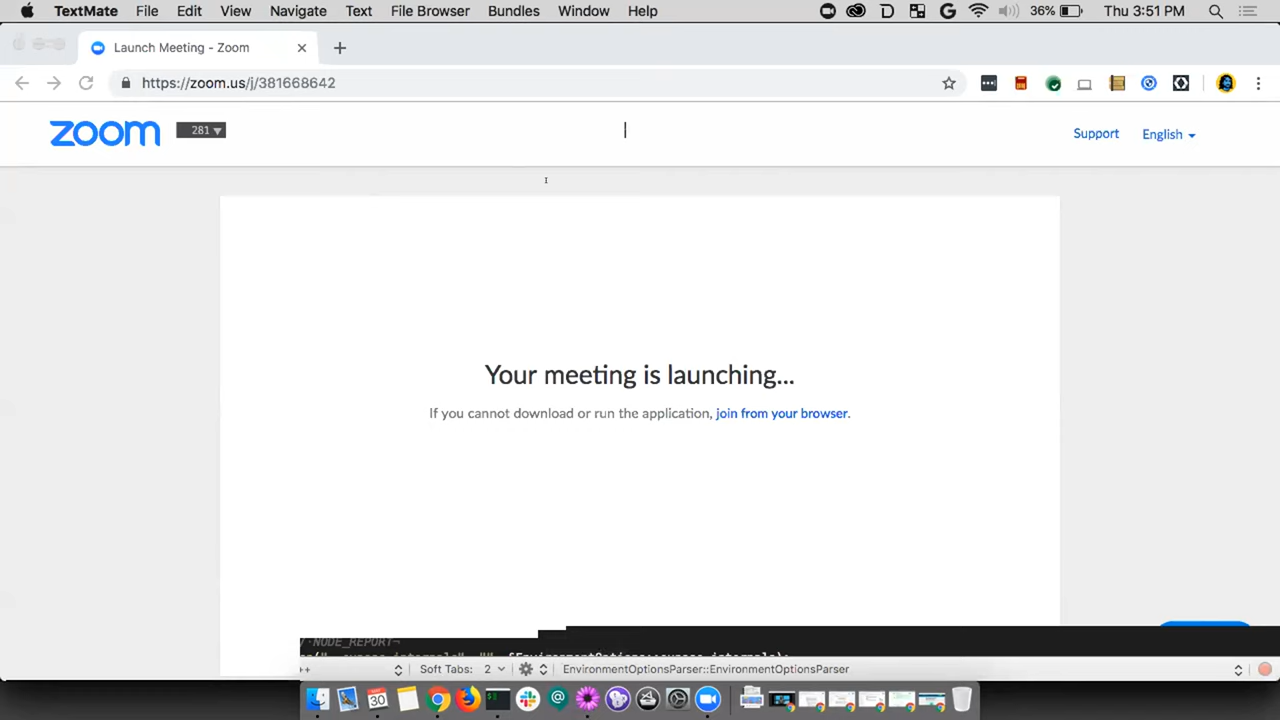 TextMate File Edit View Navigate Text File Browser Bundles Window Help 36% Thu 3:51 PM
Launch Meeting - Zoom
https://zoom.us/j/381668642
zoom 281 Support English
Your meeting is launching...
If you cannot download or run the application, join from your browser.
/ NODE_REPORT¬
Soft Tabs: 2 EnvironmentOptionsParser::EnvironmentOptionsParser
30